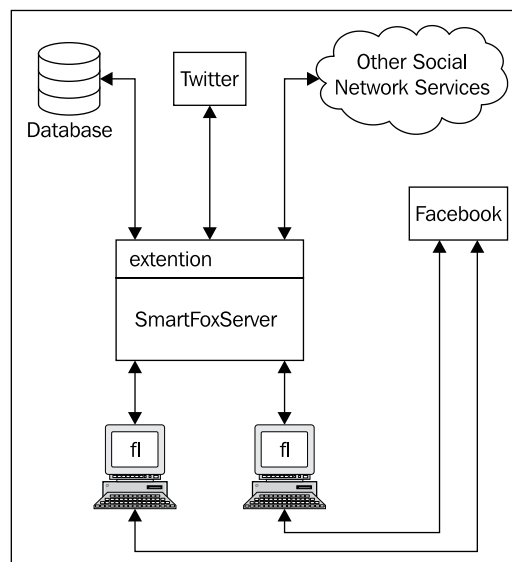 Database
Twitter
Other Social
Network Services
Facebook
extention
SmartFoxServer
fl
fl